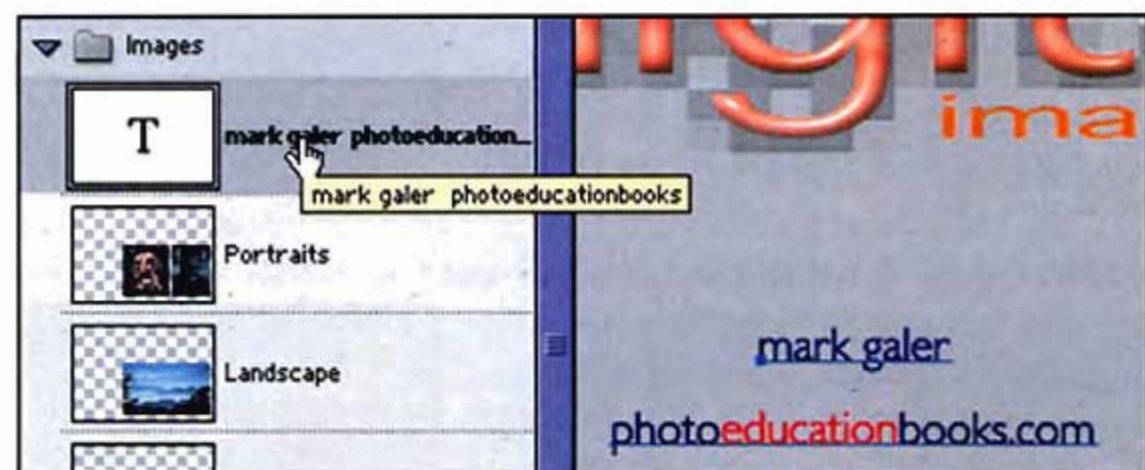 Images
T
mark galer photoeducation...
mark galer photoeducationbooks
Portraits
Landscape
ima
mark galer
photoeducationbooks.com